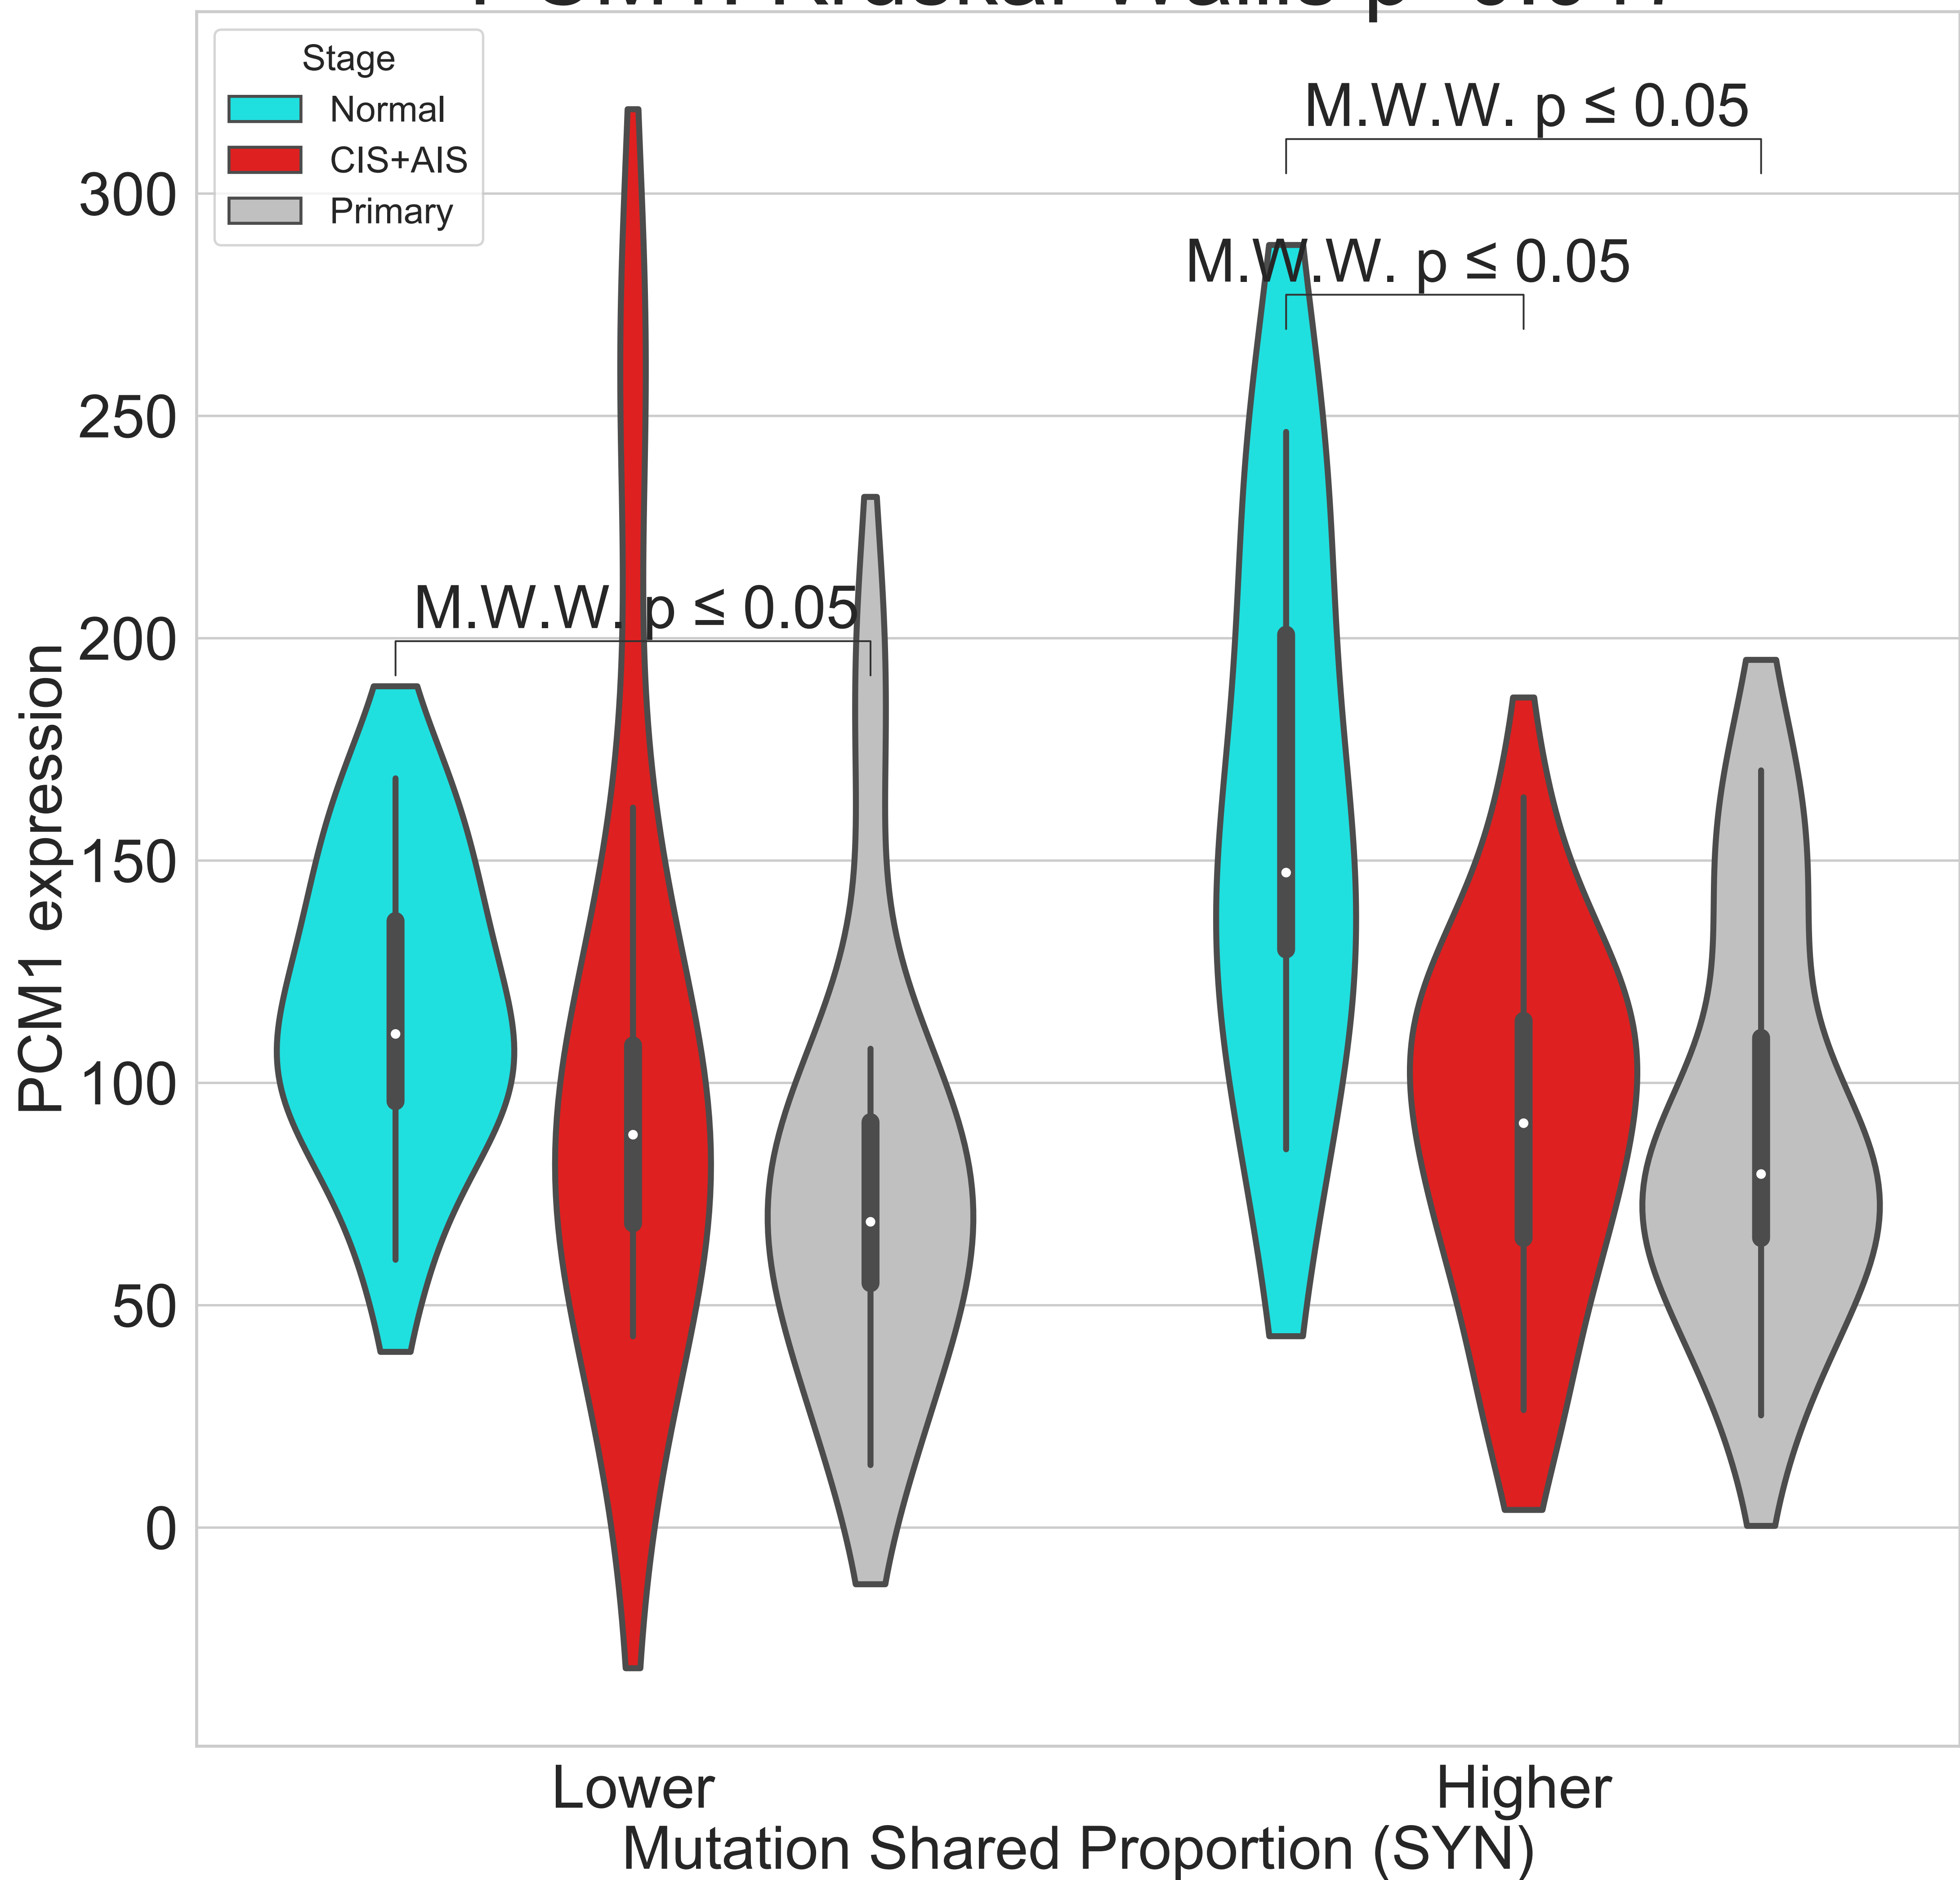 Stage
Normal
CIS+AIS
Primary
M.W.W. p ≤ 0.05
M.W.W. p ≤ 0.05
M.W.W. p ≤ 0.05
300
250
200
150
100
50
0
PCM1 expression
Lower
Higher
Mutation Shared Proportion (SYN)